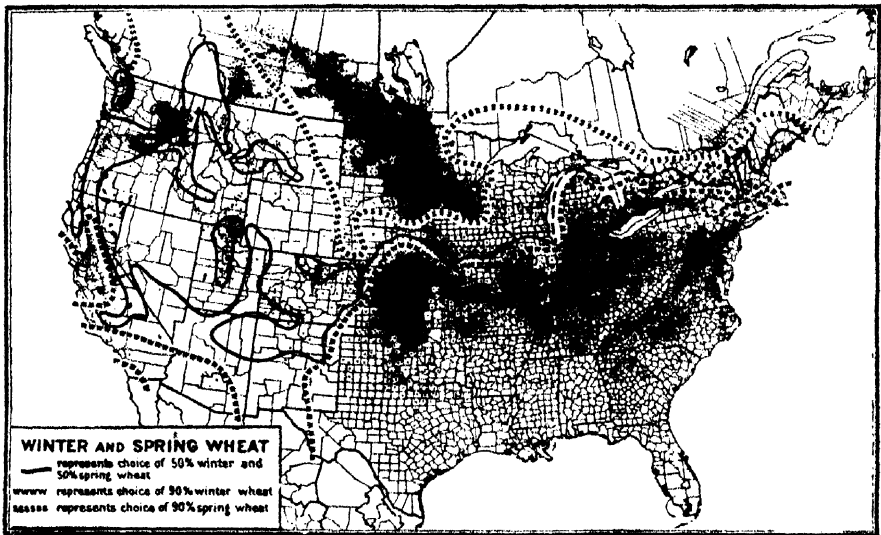 WINTER AND SPRING WHEAT
represents choice of 50% winter and
50% spring wheat
represents choice of 90% winter wheat
represents choice of 90% spring wheat